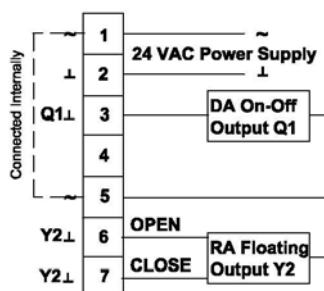 ~ 1 ~
24 VAC Power Supply
⊥ 2 ⊥
Connected Internally
Q1⊥ 3 DA On-Off
Output Q1
4
~ 5
Y2⊥ 6 OPEN
RA Floating
Output Y2
Y2⊥ 7 CLOSE